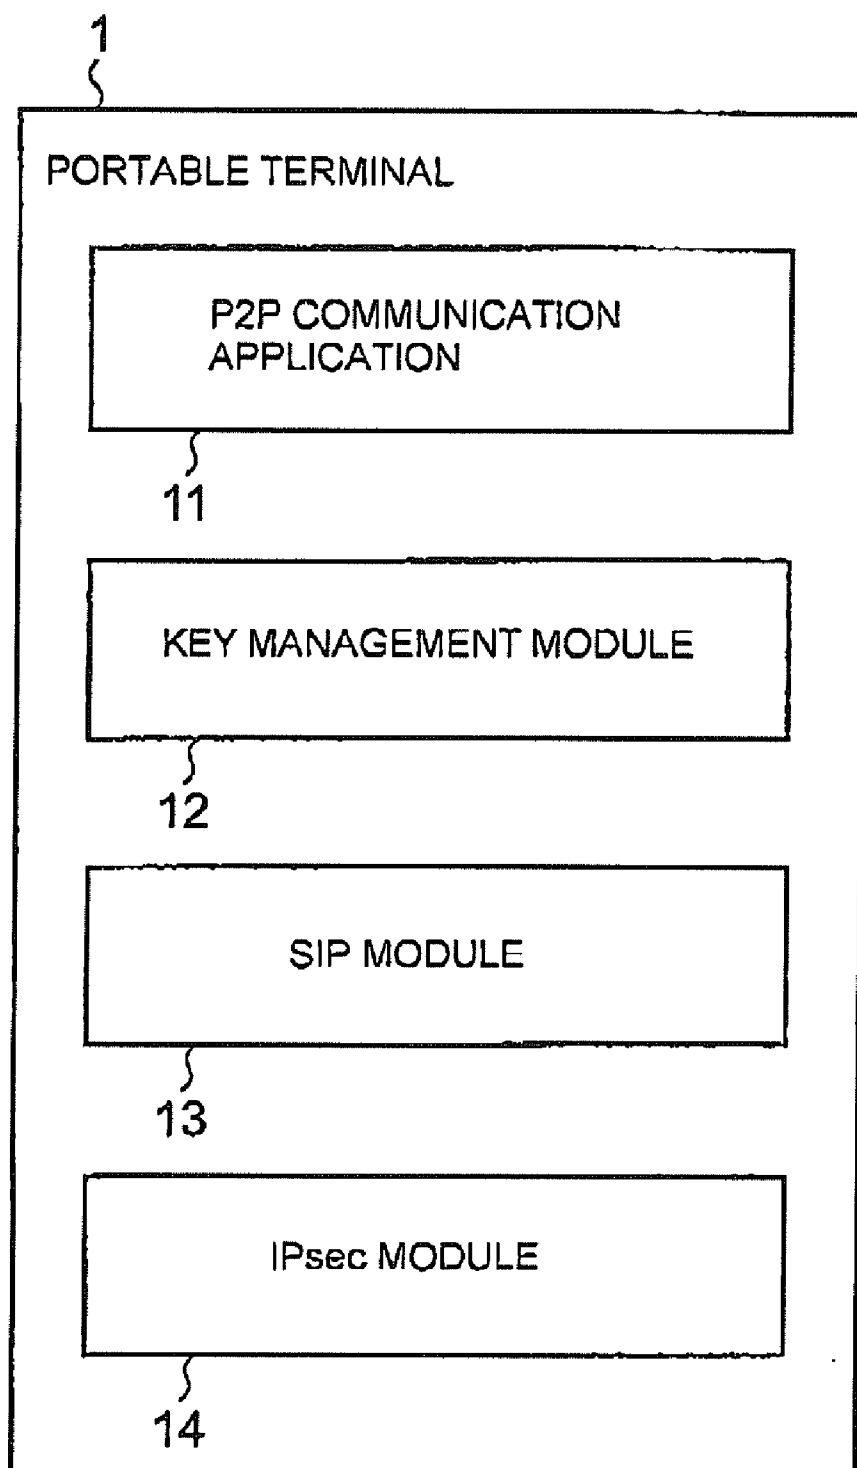 1
PORTABLE TERMINAL
P2P COMMUNICATION
APPLICATION
11
KEY MANAGEMENT MODULE
12
SIP MODULE
13
IPsec MODULE
14